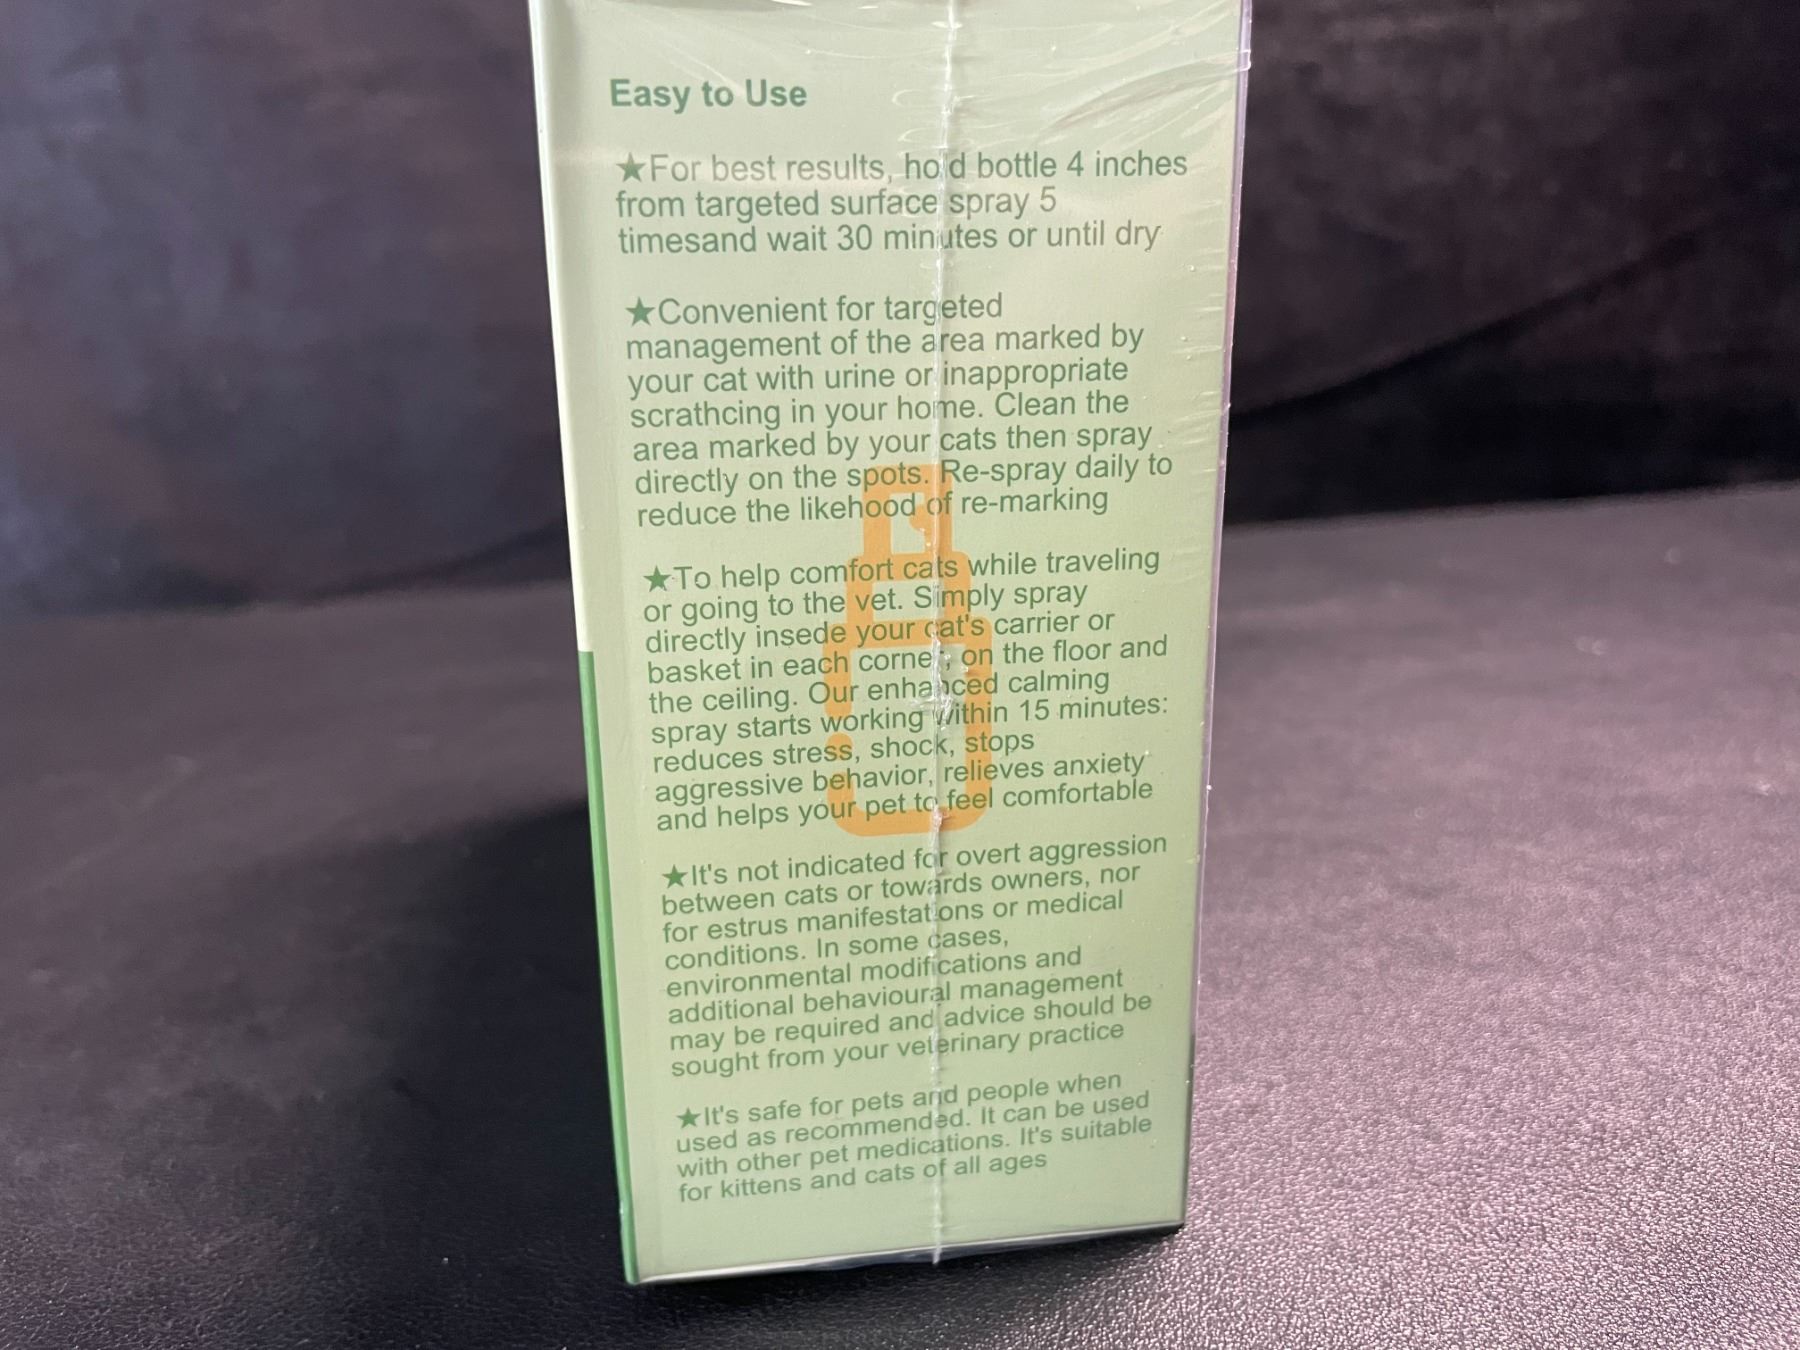 Easy to Use
★For best results, hold bottle 4 inches
from targeted surface spray 5
timesand wait 30 minutes or until dry
★Convenient for targeted
management of the area marked by
your cat with urine or inappropriate
scrathcing in your home. Clean the
area marked by your cats then spray
directly on the spots. Re-spray daily to
reduce the likehood of re-marking
★To help comfort cats while traveling
or going to the vet. Simply spray
directly insede your cat's carrier or
basket in each corner, on the floor and
the ceiling. Our enhanced calming
spray starts working within 15 minutes:
reduces stress, shock, stops
aggressive behavior, relieves anxiety
and helps your pet to feel comfortable
★It's not indicated for overt aggression
between cats or towards owners, nor
for estrus manifestations or medical
conditions. In some cases,
environmental modifications and
additional behavioural management
may be required and advice should be
sought from your veterinary practice
★It's safe for pets and people when
used as recommended. It can be used
with other pet medications. It's suitable
for kittens and cats of all ages